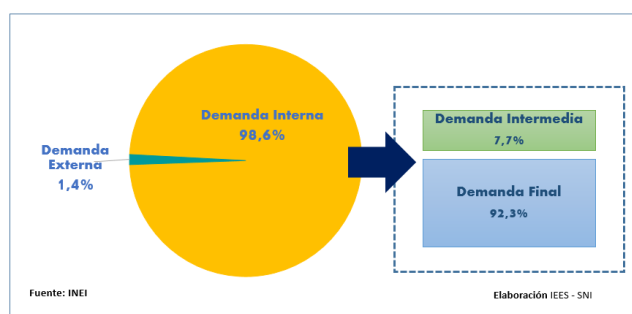 Demanda Interna
98,6%
Demanda
Externa
1,4%
Demanda Intermedia
7,7%
Demanda Final
92,3%
Fuente: INEI
Elaboración IEES - SNI